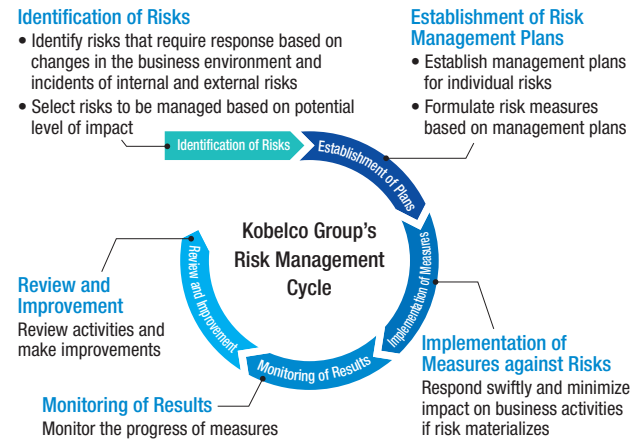 Identification of Risks
• Identify risks that require response based on
changes in the business environment and
incidents of internal and external risks
• Select risks to be managed based on potential
level of impact
Establishment of Risk
Management Plans
• Establish management plans
for individual risks
• Formulate risk measures
based on management plans
Identification of Risks
Establishment of Plans
Implementation of Measures
Monitoring of Results
Review and Improvement
Kobelco Group's
Risk Management
Cycle
Review and
Improvement
Review activities and
make improvements
Implementation of
Measures against Risks
Respond swiftly and minimize
impact on business activities
if risk materializes
Monitoring of Results
Monitor the progress of measures